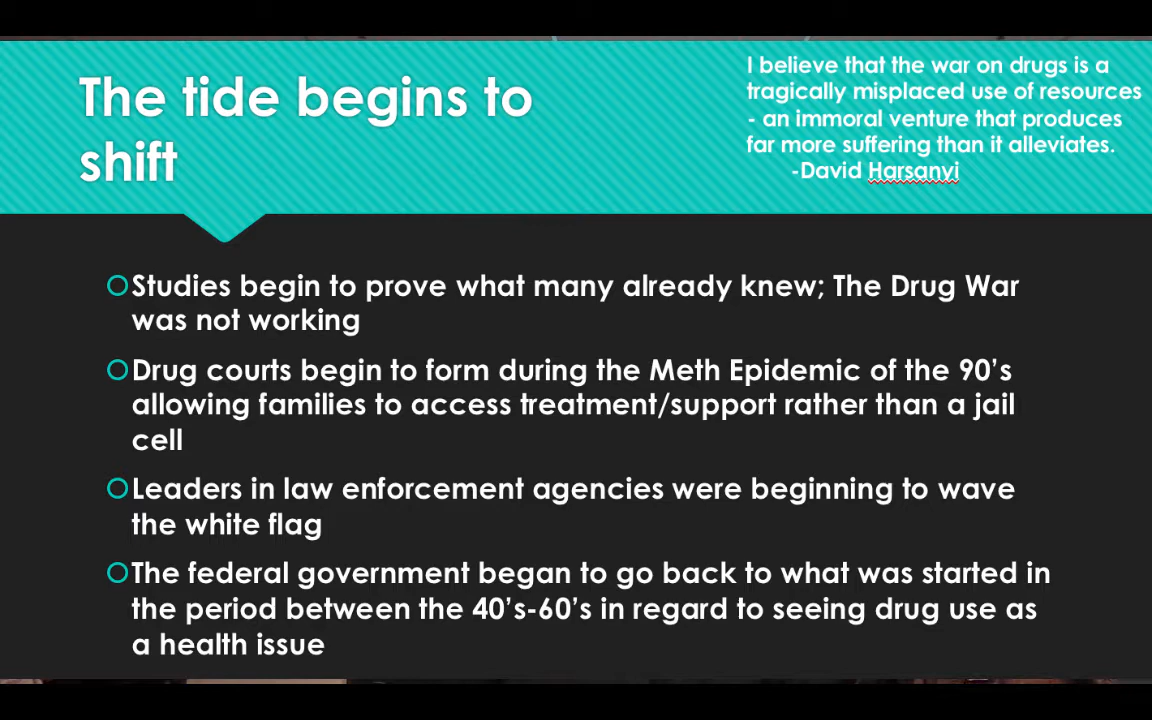 The tide begins to
shift
I believe that the war on drugs is a
tragically misplaced use of resources
- an immoral venture that produces
far more suffering than it alleviates.
-David Harsanyi
Studies begin to prove what many already knew; The Drug War
was not working
Drug courts begin to form during the Meth Epidemic of the 90’s
allowing families to access treatment/support rather than a jail
cell
Leaders in law enforcement agencies were beginning to wave
the white flag
The federal government began to go back to what was started in
the period between the 40’s-60’s in regard to seeing drug use as
a health issue